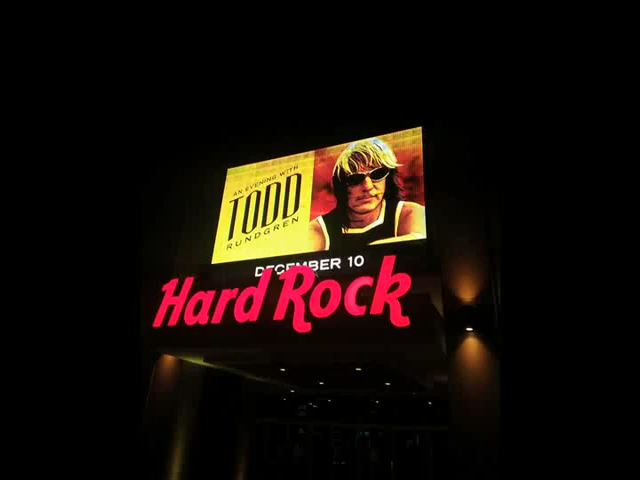 AN EVENING WITH
TODD
RUNDGREN
DECEMBER 10
Hard Rock